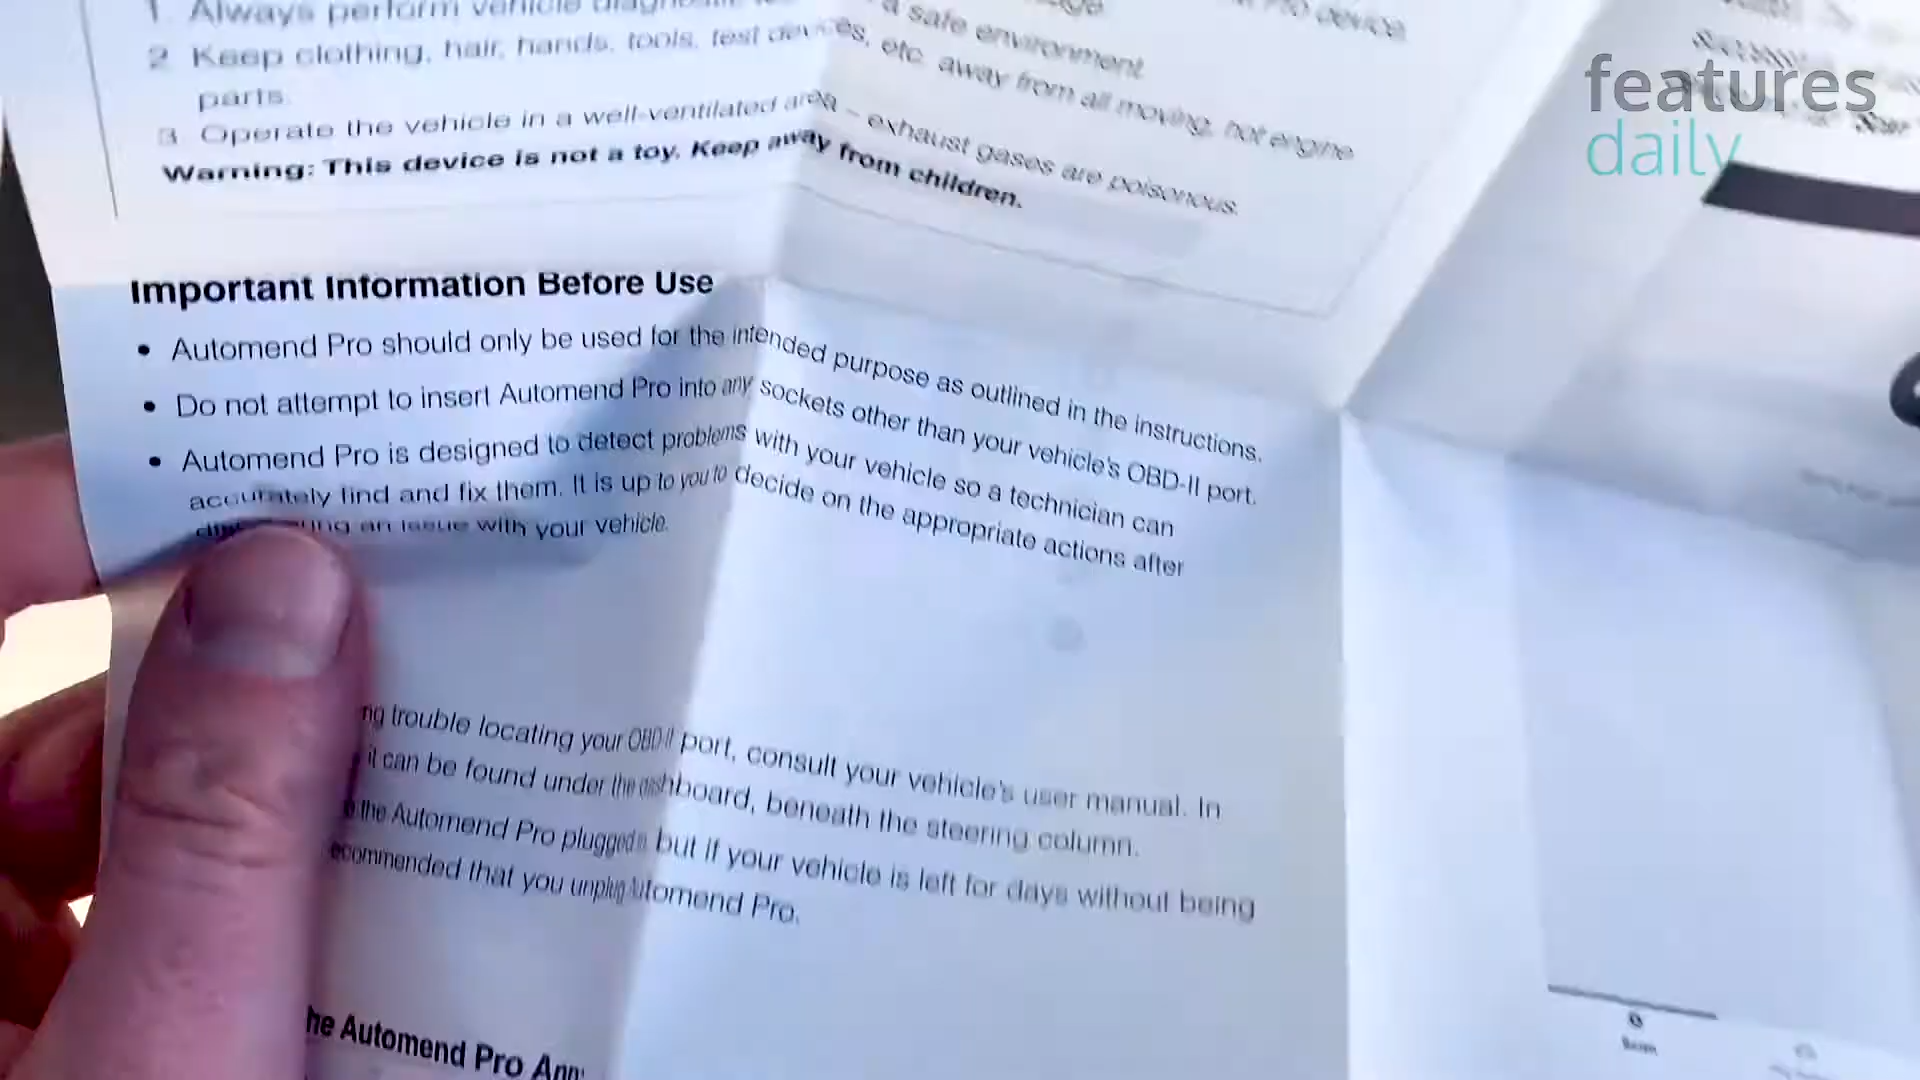 1. Always perform vehicle a safe environment
2 Keep clothing, hair, hands, tools, test devices, etc. away from all moving, hot engine
parts.
3. Operate the vehicle in a well-ventilated area – exhaust gases are poisonous.
Warning: This device is not a toy. Keep away from children.
device.
features
daily
Important Information Before Use
• Automend Pro should only be used for the intended purpose as outlined in the instructions.
• Do not attempt to insert Automend Pro into any sockets other than your vehicle's OBD-II port.
• Automend Pro is designed to detect problems with your vehicle so a technician can
accurately find and fix them. It is up to you to decide on the appropriate actions after
an issue with your vehicle.
trouble locating your OBD-II port, consult your vehicle's user manual. In
it can be found under the dashboard, beneath the steering column.
the Automend Pro plugged in but if your vehicle is left for days without being
that you unplug Automend Pro.
Automend Pro App: